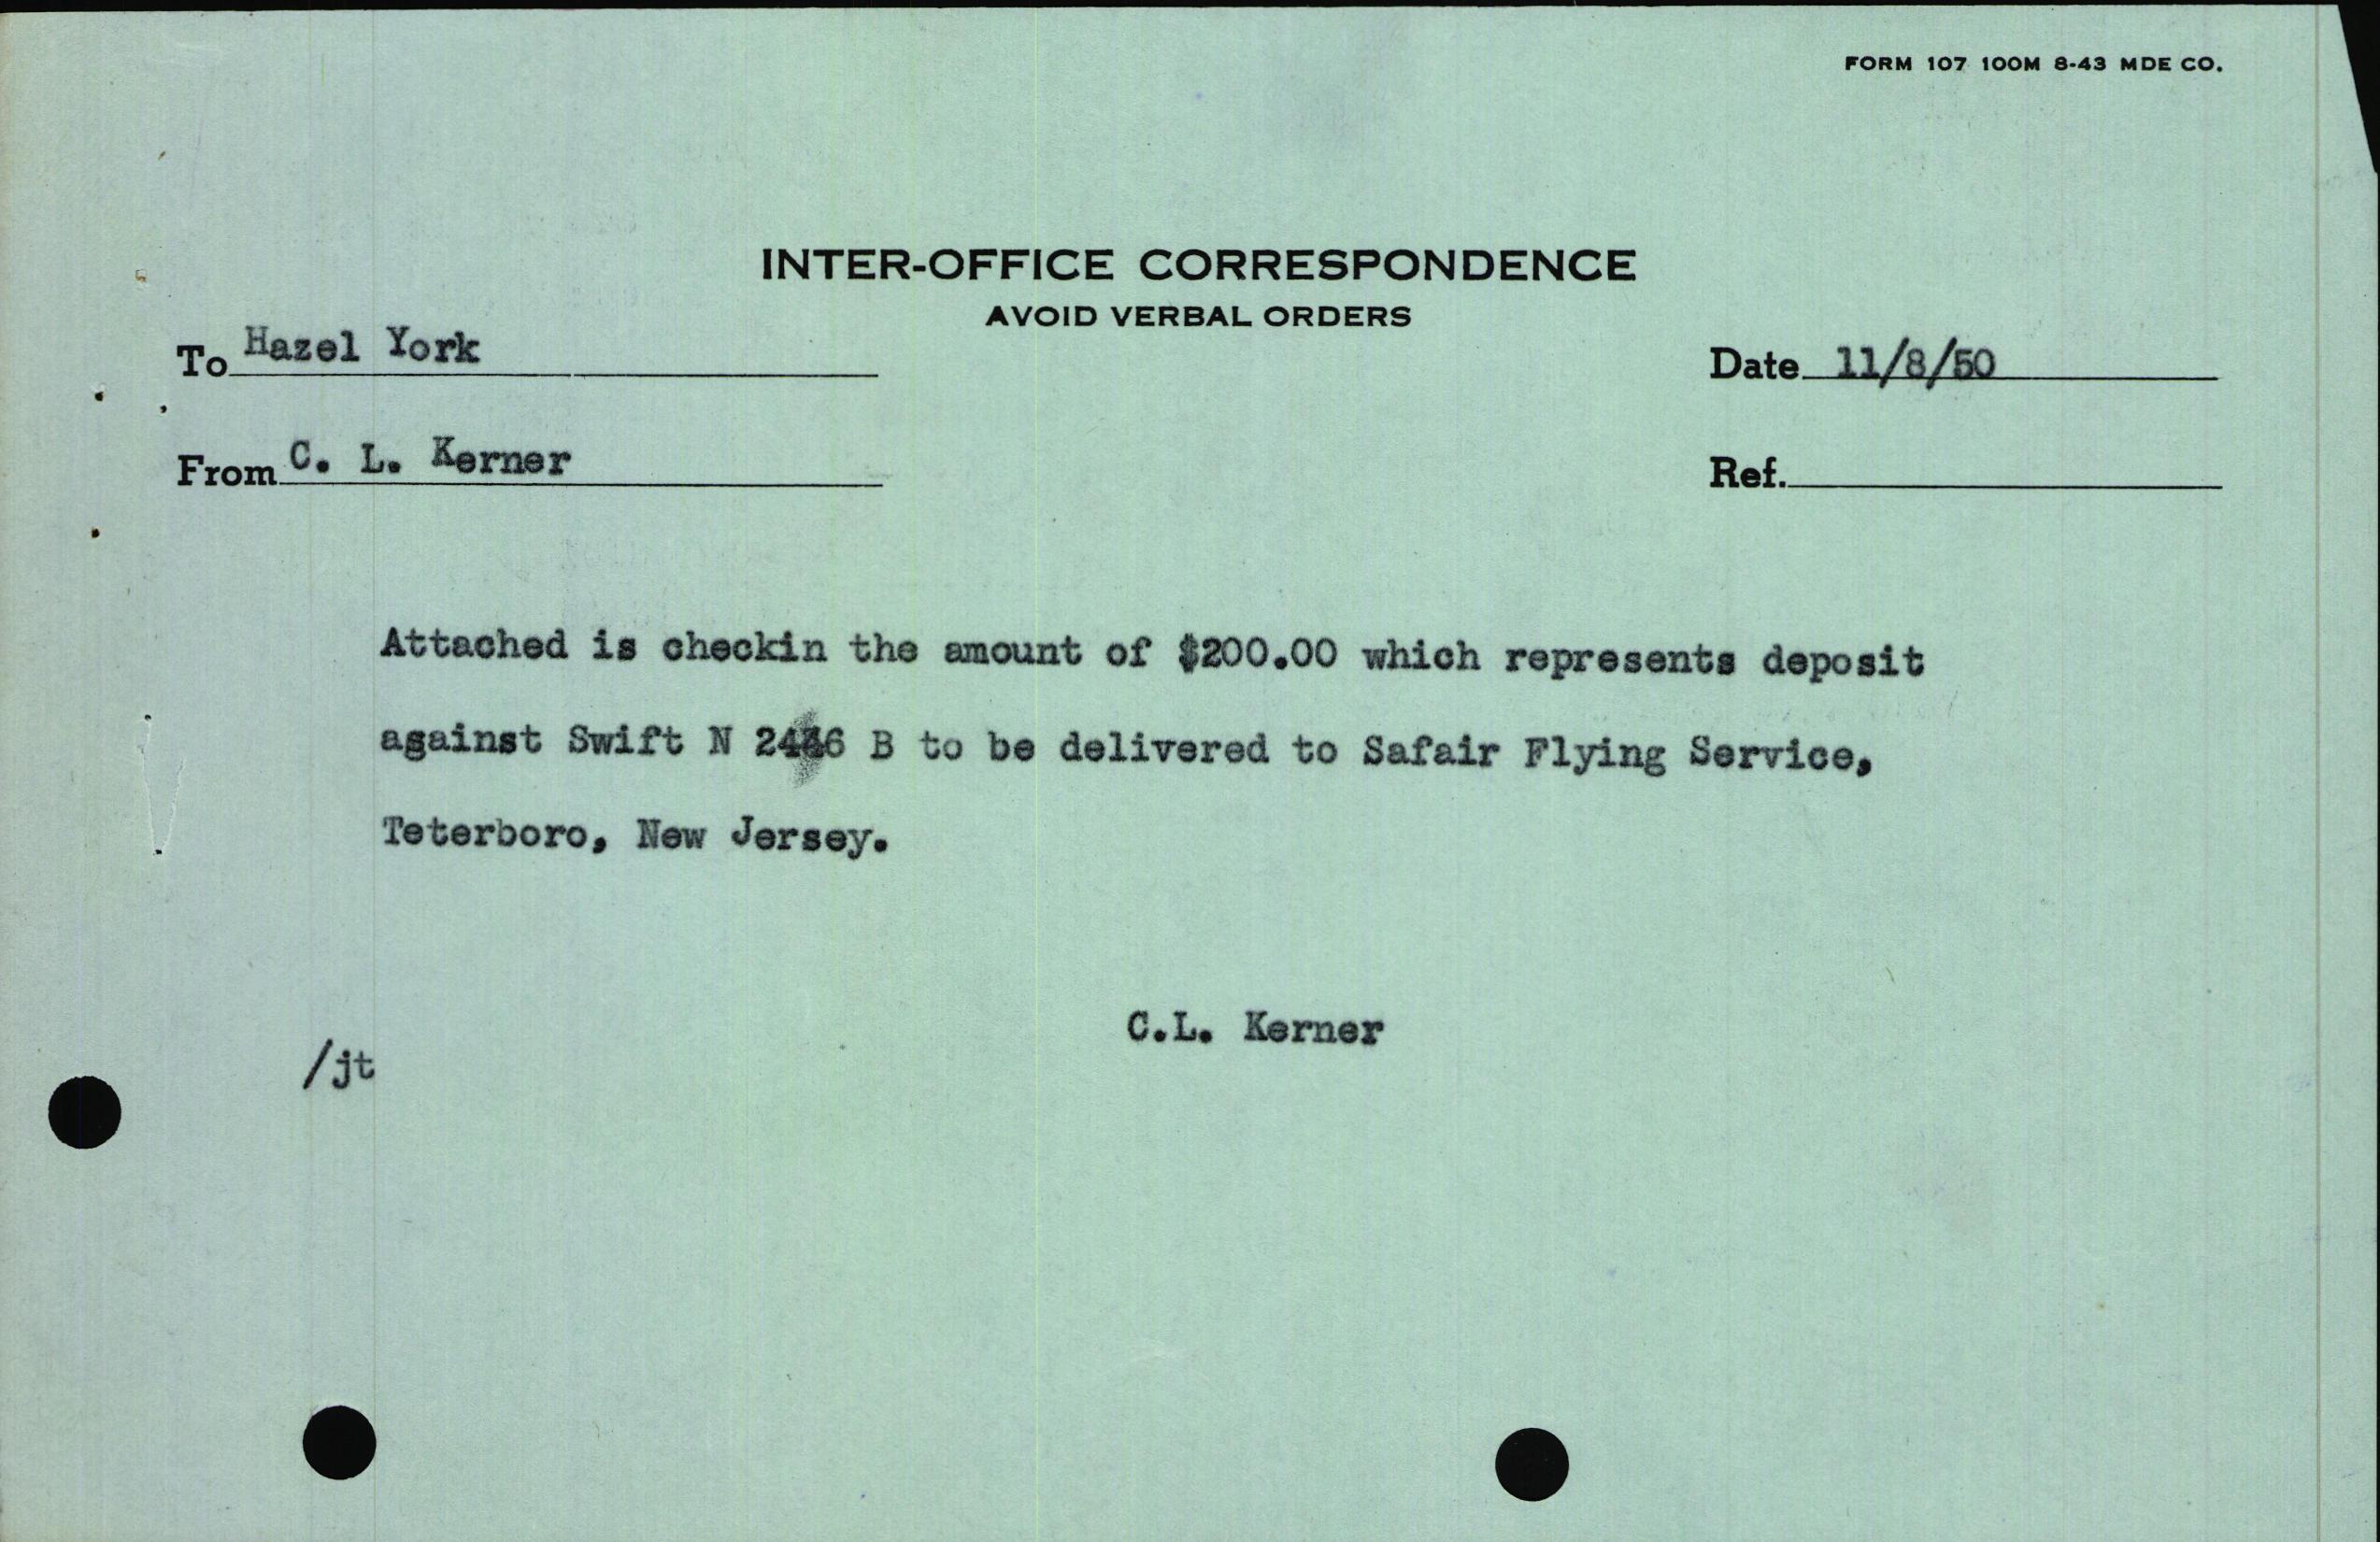 FORM 107 100M 8-43 MDE CO.
INTER-OFFICE CORRESPONDENCE
AVOID VERBAL ORDERS
To Hazel York
Date 11/8/50
From C. L. Kerner
Ref.
Attached is checkin the amount of $200.00 which represents deposit
against Swift N B to be delivered to Safair Flying Service,
Teterboro, New Jersey.
C.L. Kerner
/jt